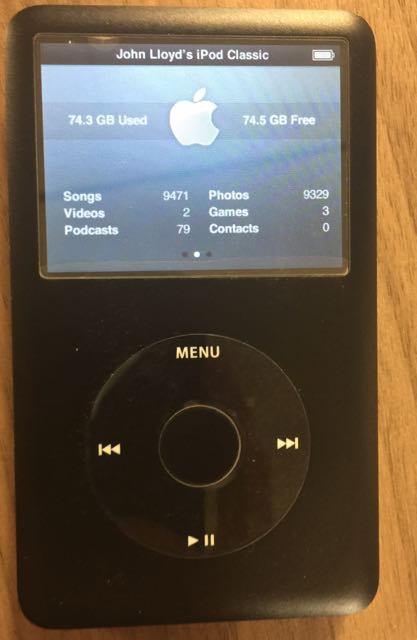 John Lloyd's iPod Classic
74.3 GB Used 74.5 GB Free
Songs 9471 Photos 9329
Videos 2 Games 3
Podcasts 79 Contacts 0
MENU